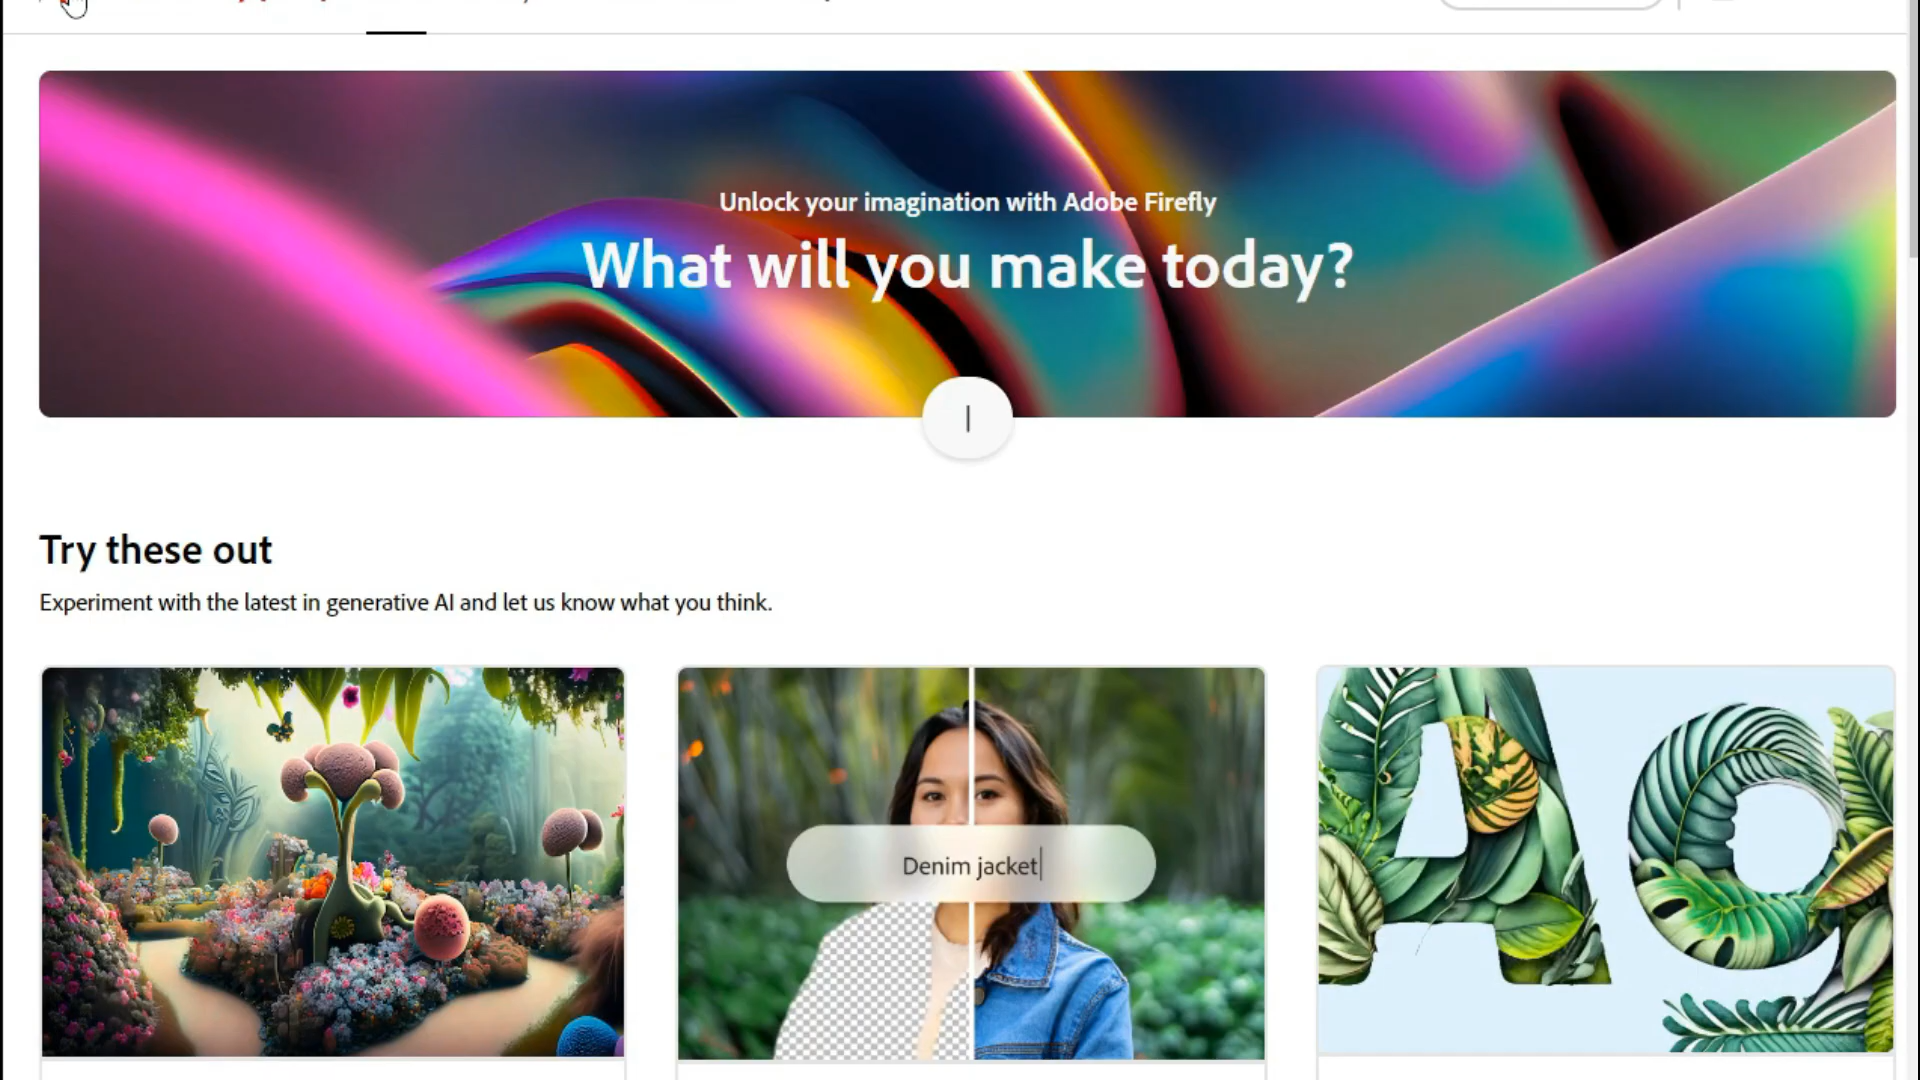 Unlock your imagination with Adobe Firefly
What will you make today?
Try these out
Experiment with the latest in generative AI and let us know what you think.
Denim jacket
Ag